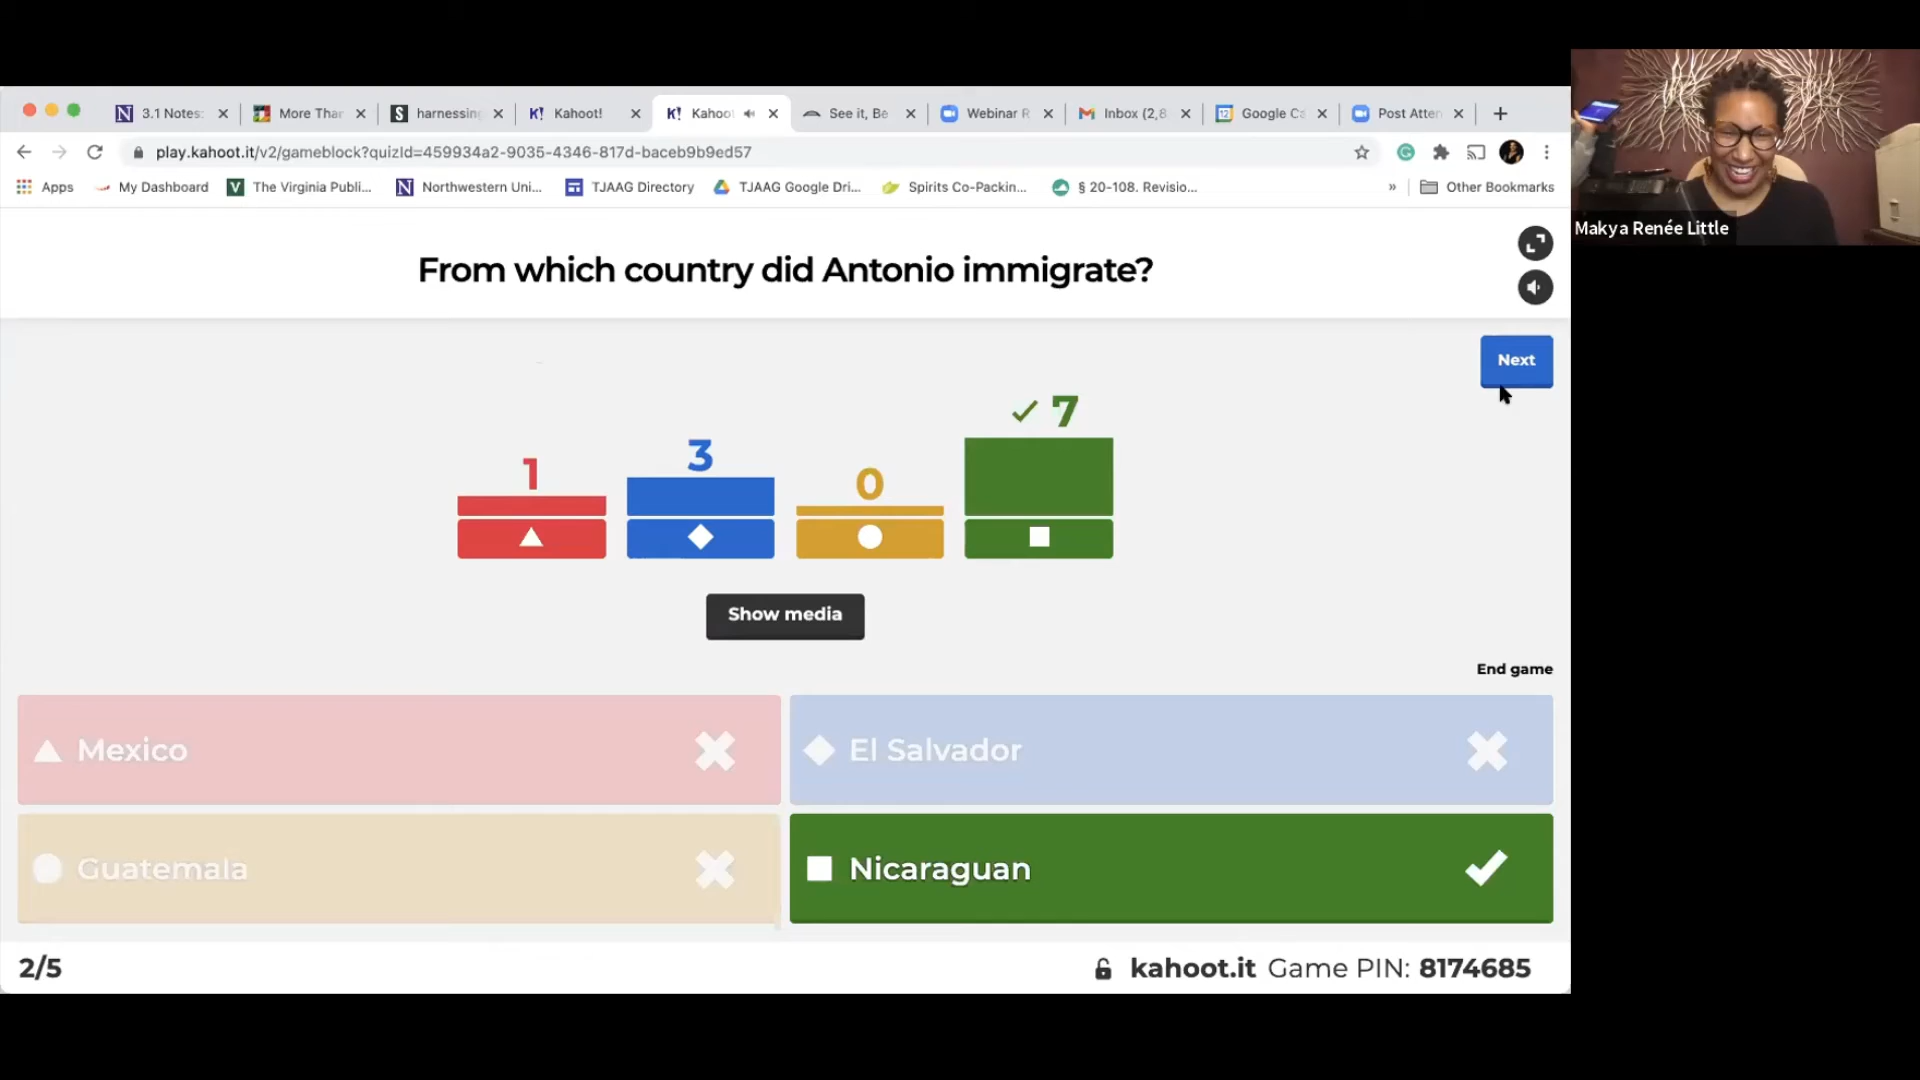 3.1 Notes:
More Thar
harnessing
Kahoot!
Kahoo
See it, Be
Webinar R
Inbox (2,8
Google Ca
Post Atten
play.kahoot.it/v2/gameblock?quizId=459934a2-9035-4346-817d-baceb9b9ed57
Apps
My Dashboard
The Virginia Publi...
Northwestern Uni...
TJAAG Directory
TJAAG Google Dri...
Spirits Co-Packin...
§ 20-108. Revisio...
»
Other Bookmarks
Makya Renée Little
From which country did Antonio immigrate?
Next
1
3
0
7
Show media
End game
Mexico
El Salvador
Guatemala
Nicaraguan
2/5
kahoot.it Game PIN: 8174685